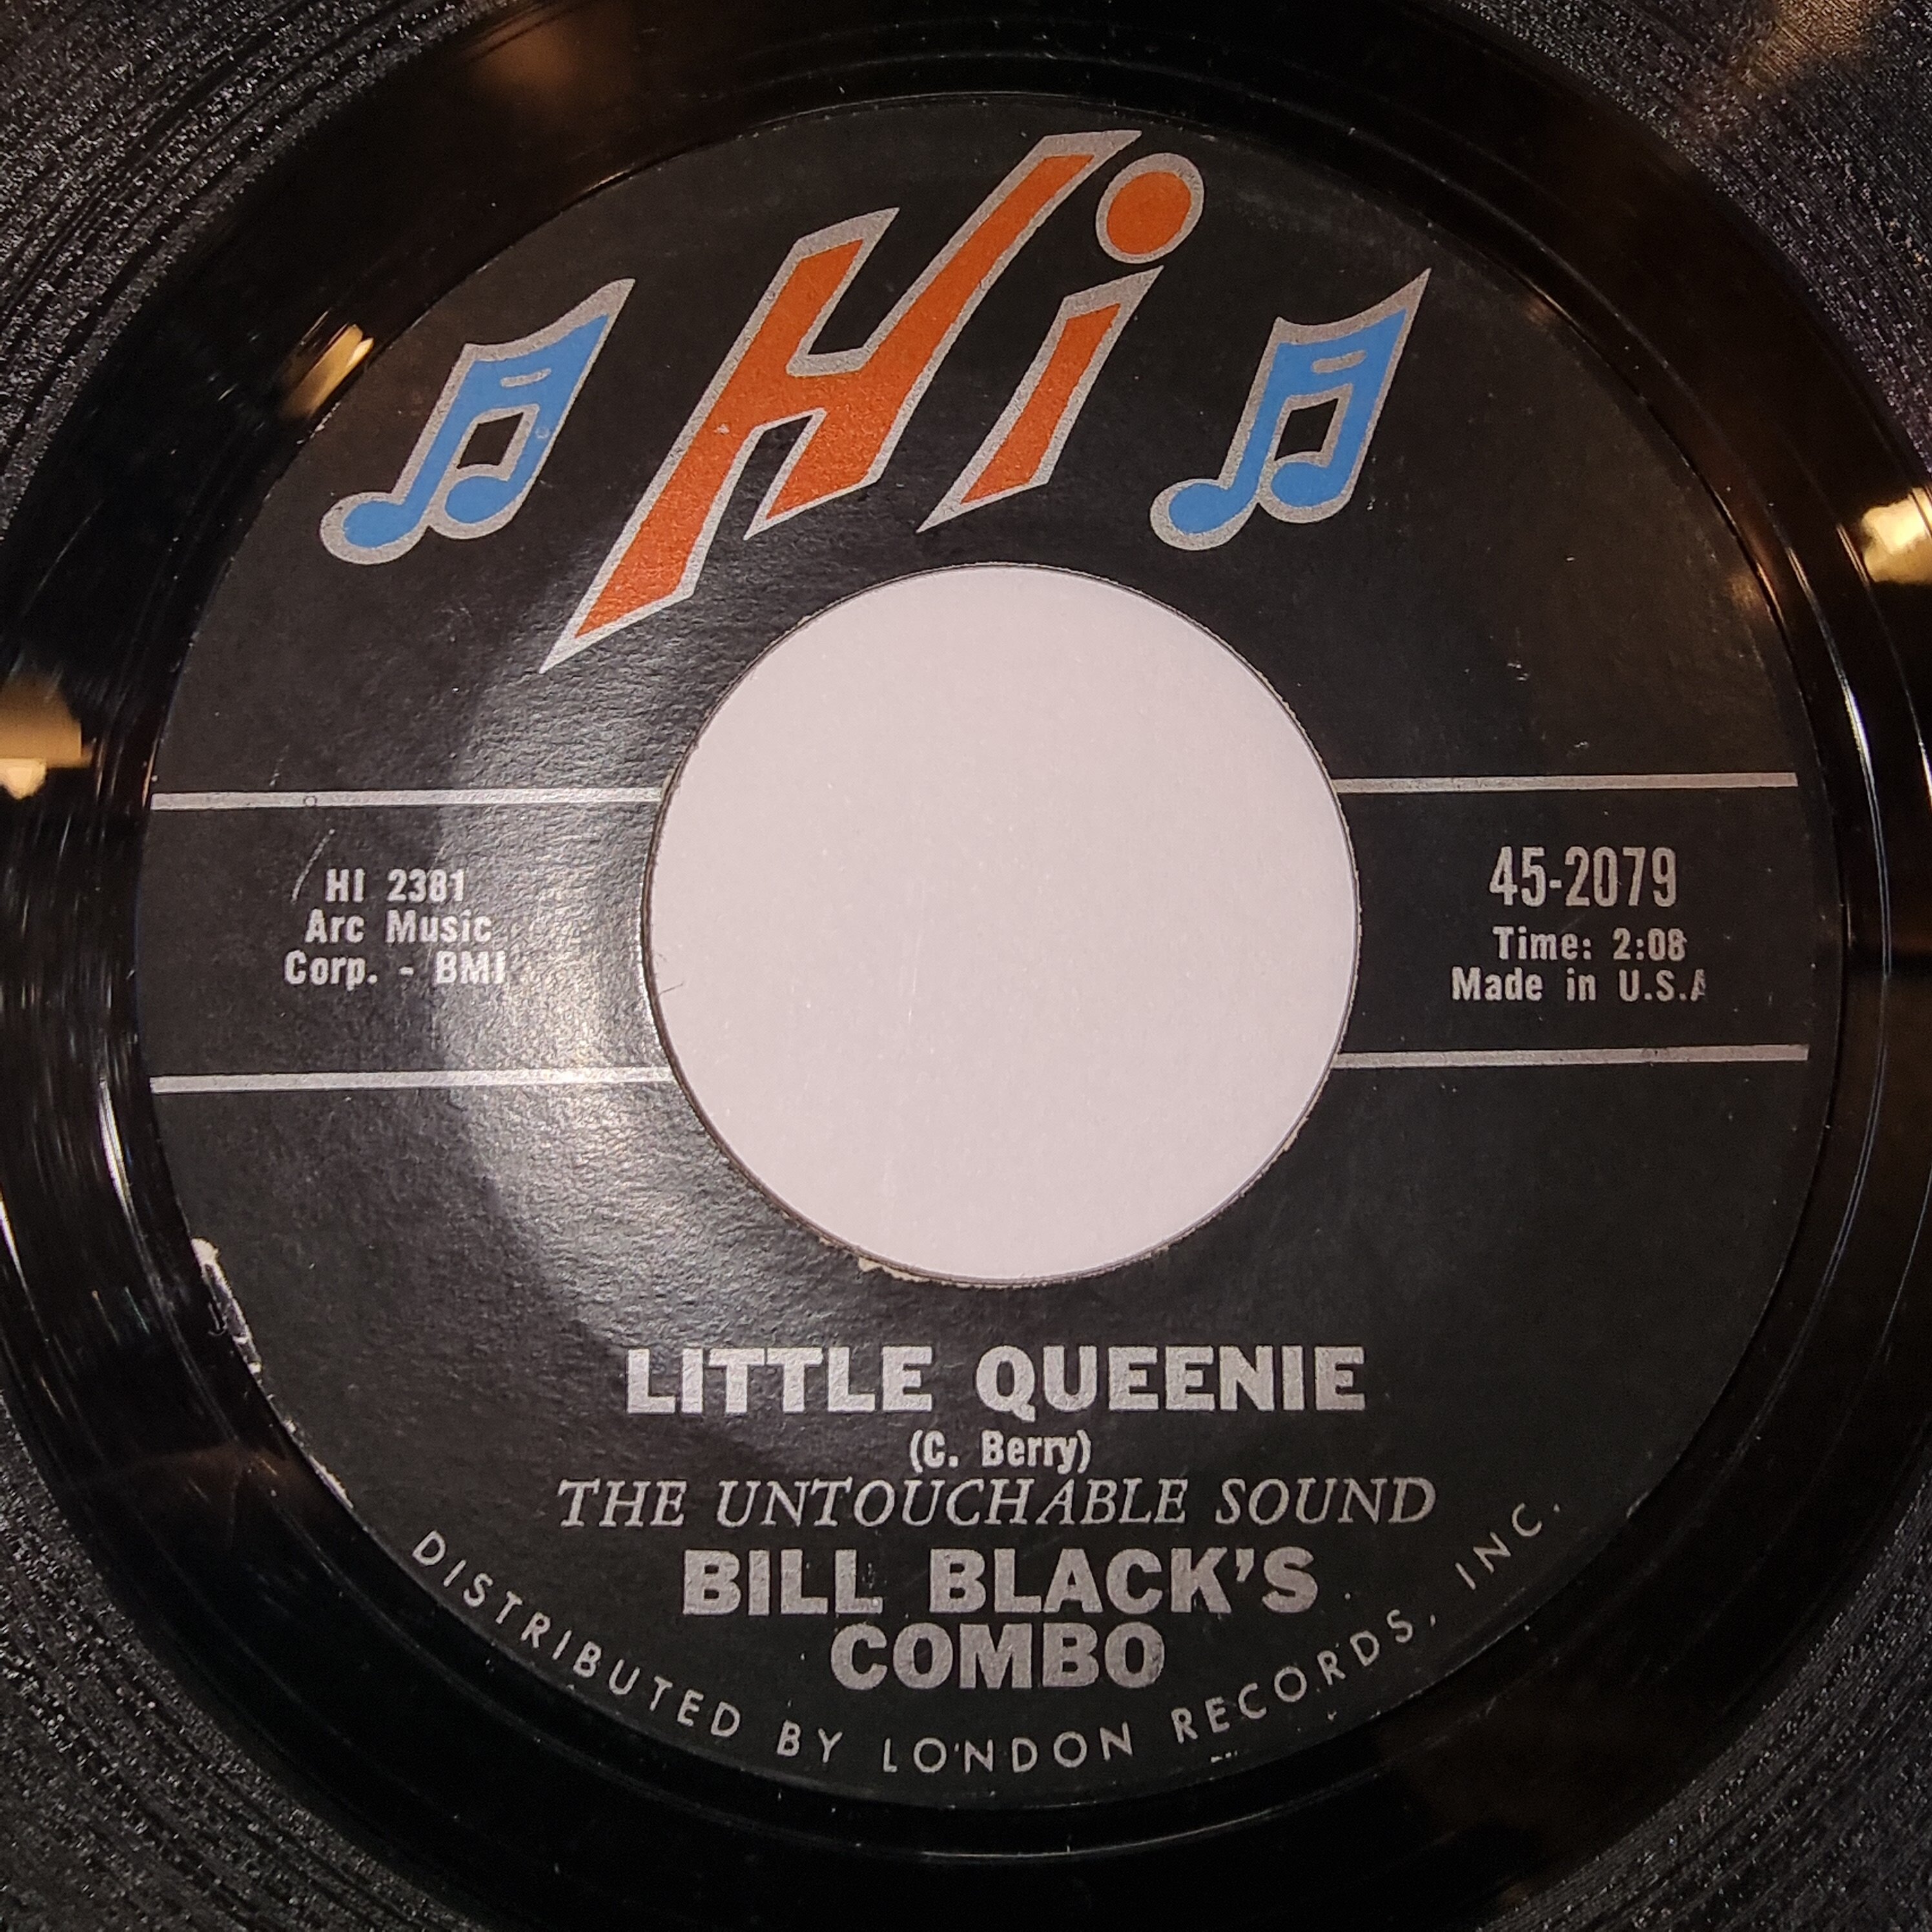 Hi
HI 2381
Arc Music
Corp. - BMI
45-2079
Time: 2:08
Made in U.S.A
LITTLE QUEENIE
(C. Berry)
THE UNTOUCHABLE SOUND
BILL BLACK'S
COMBO
DISTRIBUTED BY LONDON RECORDS, INC.